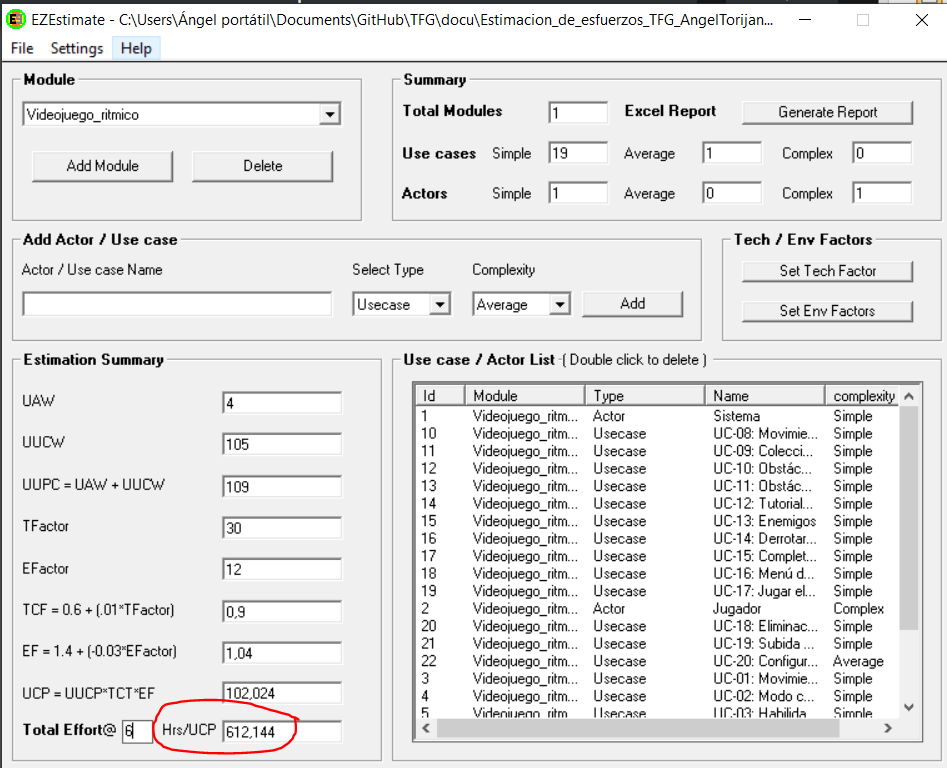 EZEstimate - C:\Users\Ángel portátil\Documents\GitHub\TFG\docu\Estimacion_de_esfuerzos_TFG_AngelTorijan...
File Settings Help
Module
Videojuego_ritmico
Add Module Delete
Summary
Total Modules 1 Excel Report Generate Report
Use cases Simple 19 Average 1 Complex 0
Actors Simple 1 Average 0 Complex 1
Add Actor / Use case
Actor / Use case Name Select Type Complexity
Usecase Average Add
Tech / Env Factors
Set Tech Factor
Set Env Factors
Estimation Summary
UAW 4
UUCW 105
UUPC = UAW + UUCW 109
TFactor 30
EFactor 12
TCF = 0.6 + (.01*TFactor) 0,9
EF = 1.4 + (-0.03*EFactor) 1,04
UCP = UUCP*TCT*EF 102,024
Total Effort@ 6 Hrs/UCP 612,144
Use case / Actor List ( Double click to delete )
Id Module Type Name complexity
1 Videojuego_ritm... Actor Sistema Simple
10 Videojuego_ritm... Usecase UC-08: Movimie... Simple
11 Videojuego_ritm... Usecase UC-09: Colecci... Simple
12 Videojuego_ritm... Usecase UC-10: Obstác... Simple
13 Videojuego_ritm... Usecase UC-11: Obstác... Simple
14 Videojuego_ritm... Usecase UC-12: Tutorial... Simple
15 Videojuego_ritm... Usecase UC-13: Enemigos Simple
16 Videojuego_ritm... Usecase UC-14: Derrotar... Simple
17 Videojuego_ritm... Usecase UC-15: Complet... Simple
18 Videojuego_ritm... Usecase UC-16: Menú d... Simple
19 Videojuego_ritm... Usecase UC-17: Jugar el... Simple
2 Videojuego_ritm... Actor Jugador Complex
20 Videojuego_ritm... Usecase UC-18: Eliminac... Simple
21 Videojuego_ritm... Usecase UC-19: Subida ... Simple
22 Videojuego_ritm... Usecase UC-20: Configur... Average
3 Videojuego_ritm... Usecase UC-01: Movimie... Simple
4 Videojuego_ritm... Usecase UC-02: Modo c... Simple
5 Videojuego_ritm... Usecase UC-03: Habilida... Simple